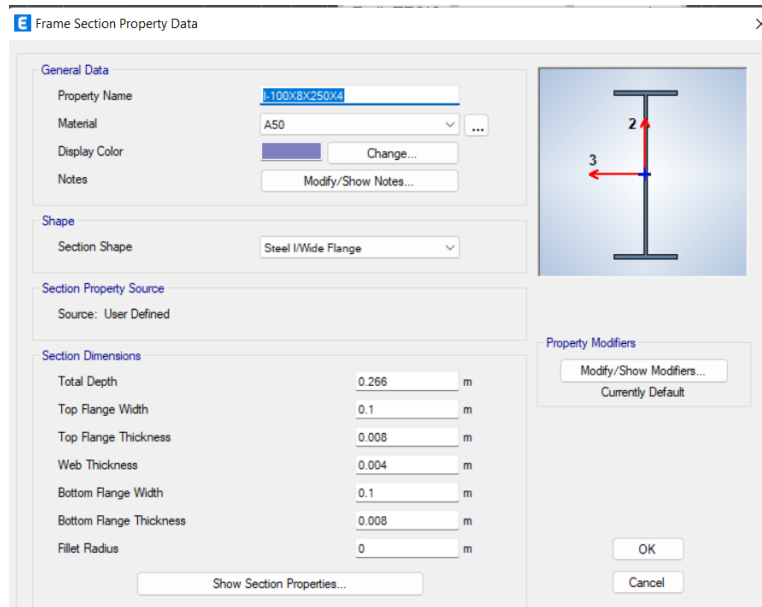 E Frame Section Property Data
General Data
Property Name I-100X8X250X4
Material A50 ...
Display Color Change...
Notes Modify/Show Notes...
2
3
Shape
Section Shape Steel I/Wide Flange
Section Property Source
Source: User Defined
Property Modifiers
Modify/Show Modifiers...
Currently Default
Section Dimensions
Total Depth 0.266 m
Top Flange Width 0.1 m
Top Flange Thickness 0.008 m
Web Thickness 0.004 m
Bottom Flange Width 0.1 m
Bottom Flange Thickness 0.008 m
Fillet Radius 0 m
Show Section Properties...
OK
Cancel